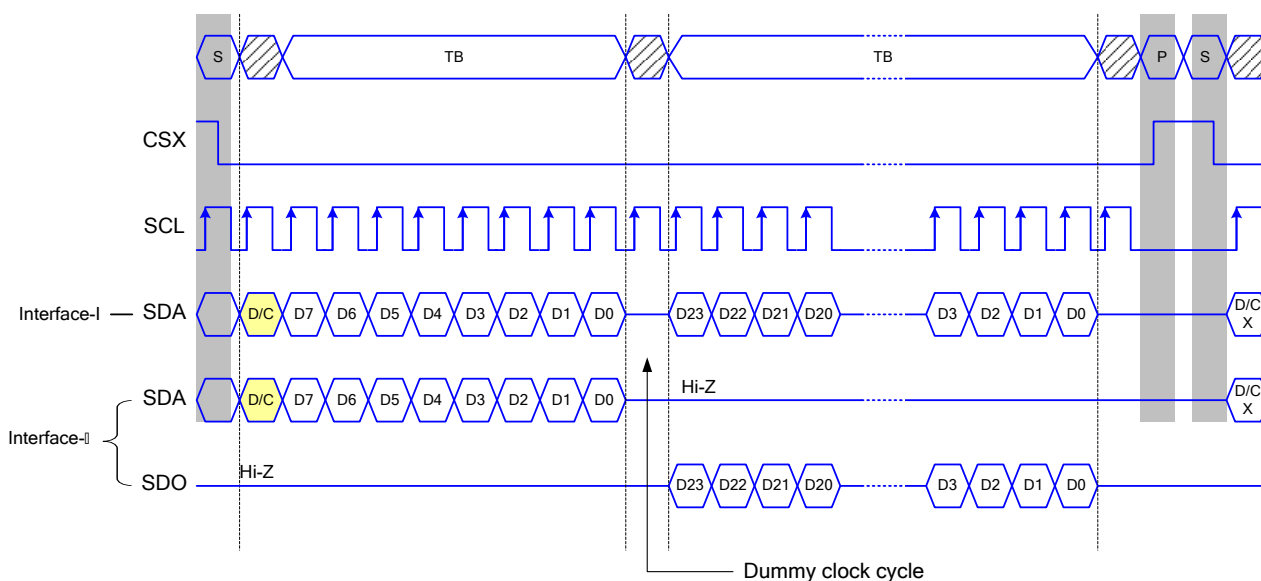 S TB TB P S
CSX
SCL
Interface-I SDA D/C D7 D6 D5 D4 D3 D2 D1 D0 D23 D22 D21 D20 D3 D2 D1 D0 D/C X
SDA D/C D7 D6 D5 D4 D3 D2 D1 D0 Hi-Z D/C X
Interface-▯
SDO Hi-Z D23 D22 D21 D20 D3 D2 D1 D0
Dummy clock cycle